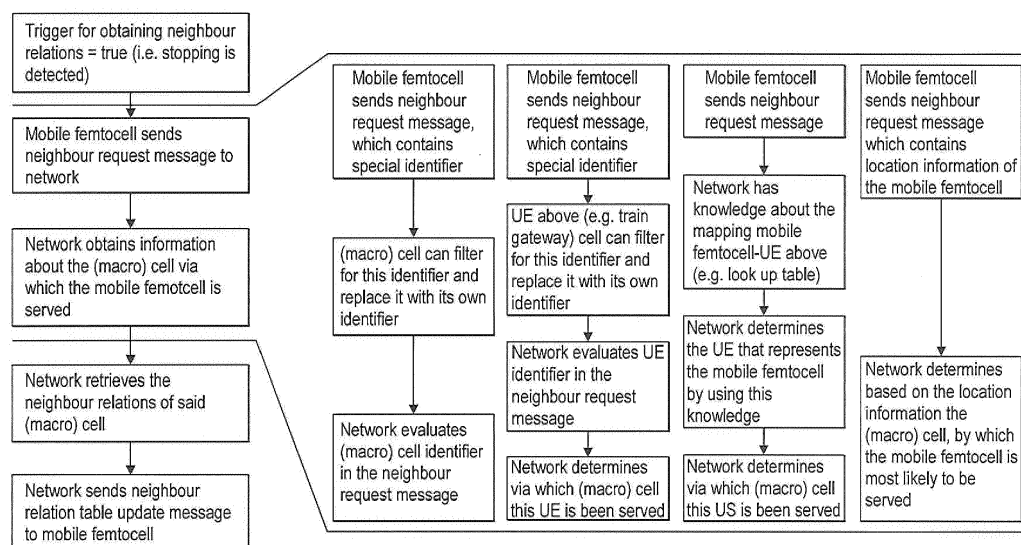 Trigger for obtaining neighbour
relations = true (i.e. stopping is
detected)
Mobile femtocell sends
neighbour request message to
network
Network obtains information
about the (macro) cell via
which the mobile femotcell is
served
Network retrieves the
neighbour relations of said
(macro) cell
Network sends neighbour
relation table update message
to mobile femtocell
Mobile femtocell
sends neighbour
request message,
which contains
special identifier
(macro) cell can filter
for this identifier and
replace it with its own
identifier
Network evaluates
(macro) cell identifier
in the neighbour
request message
Mobile femtocell
sends neighbour
request message,
which contains
special identifier
UE above (e.g. train
gateway) cell can filter
for this identifier and
replace it with its own
identifier
Network evaluates UE
identifier in the
neighbour request
message
Network determines
via which (macro) cell
this UE is been served
Mobile femtocell
sends neighbour
request message
Network has
knowledge about the
mapping mobile
femtocell-UE above
(e.g. look up table)
Network determines
the UE that represents
the mobile femtocell
by using this
knowledge
Network determines
via which (macro) cell
this US is been served
Mobile femtocell
sends neighbour
request message
which contains
location information of
the mobile femtocell
Network determines
based on the location
information the
(macro) cell, by which
the mobile femtocell is
most likely to be
served